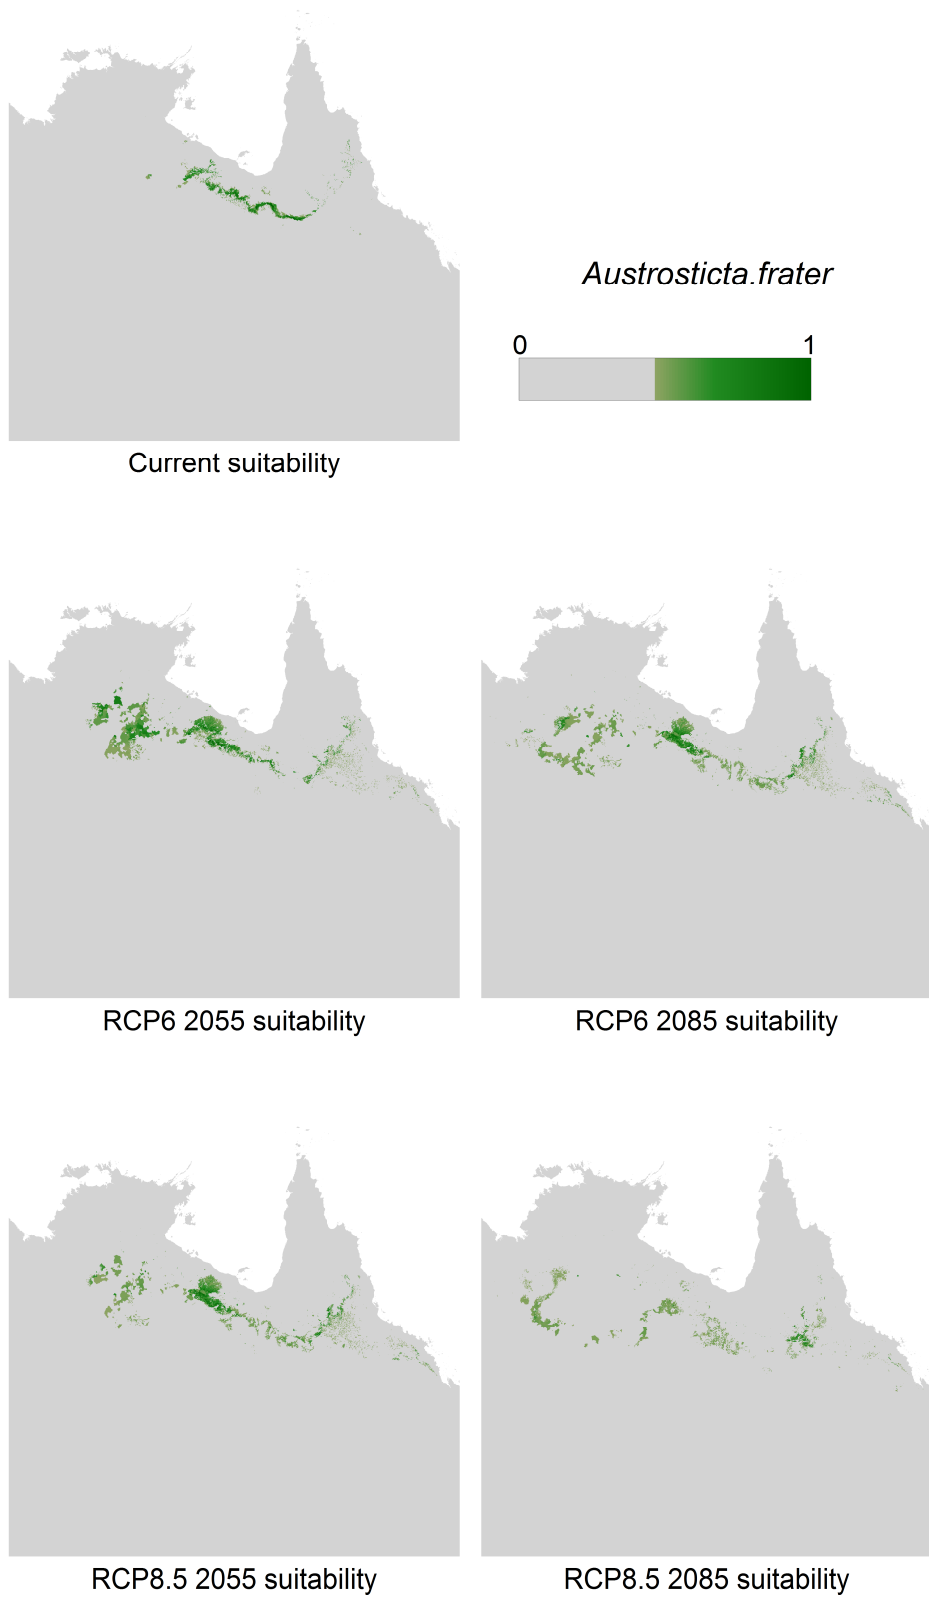 Austrosticta.frater
0 1
Current suitability
RCP6 2055 suitability
RCP6 2085 suitability
RCP8.5 2055 suitability
RCP8.5 2085 suitability